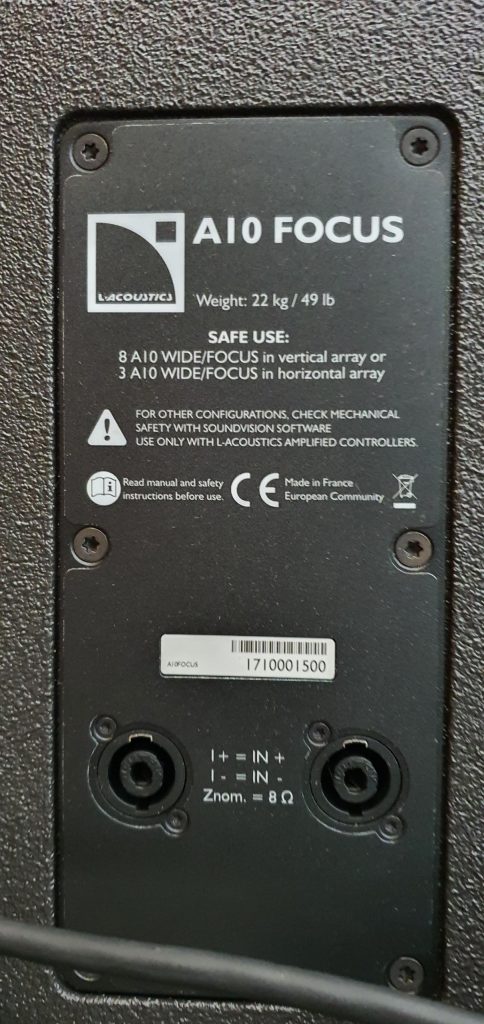 A10 FOCUS
L-ACOUSTICS
Weight: 22 kg / 49 lb
SAFE USE:
8 A10 WIDE/FOCUS in vertical array or
3 A10 WIDE/FOCUS in horizontal array
FOR OTHER CONFIGURATIONS, CHECK MECHANICAL
SAFETY WITH SOUNDVISION SOFTWARE
USE ONLY WITH L-ACOUSTICS AMPLIFIED CONTROLLERS.
Read manual and safety
instructions before use.
CE
Made in France
European Community
A10FOCUS
1710001500
1+ = IN +
1 - = IN -
Znom. = 8 Ω